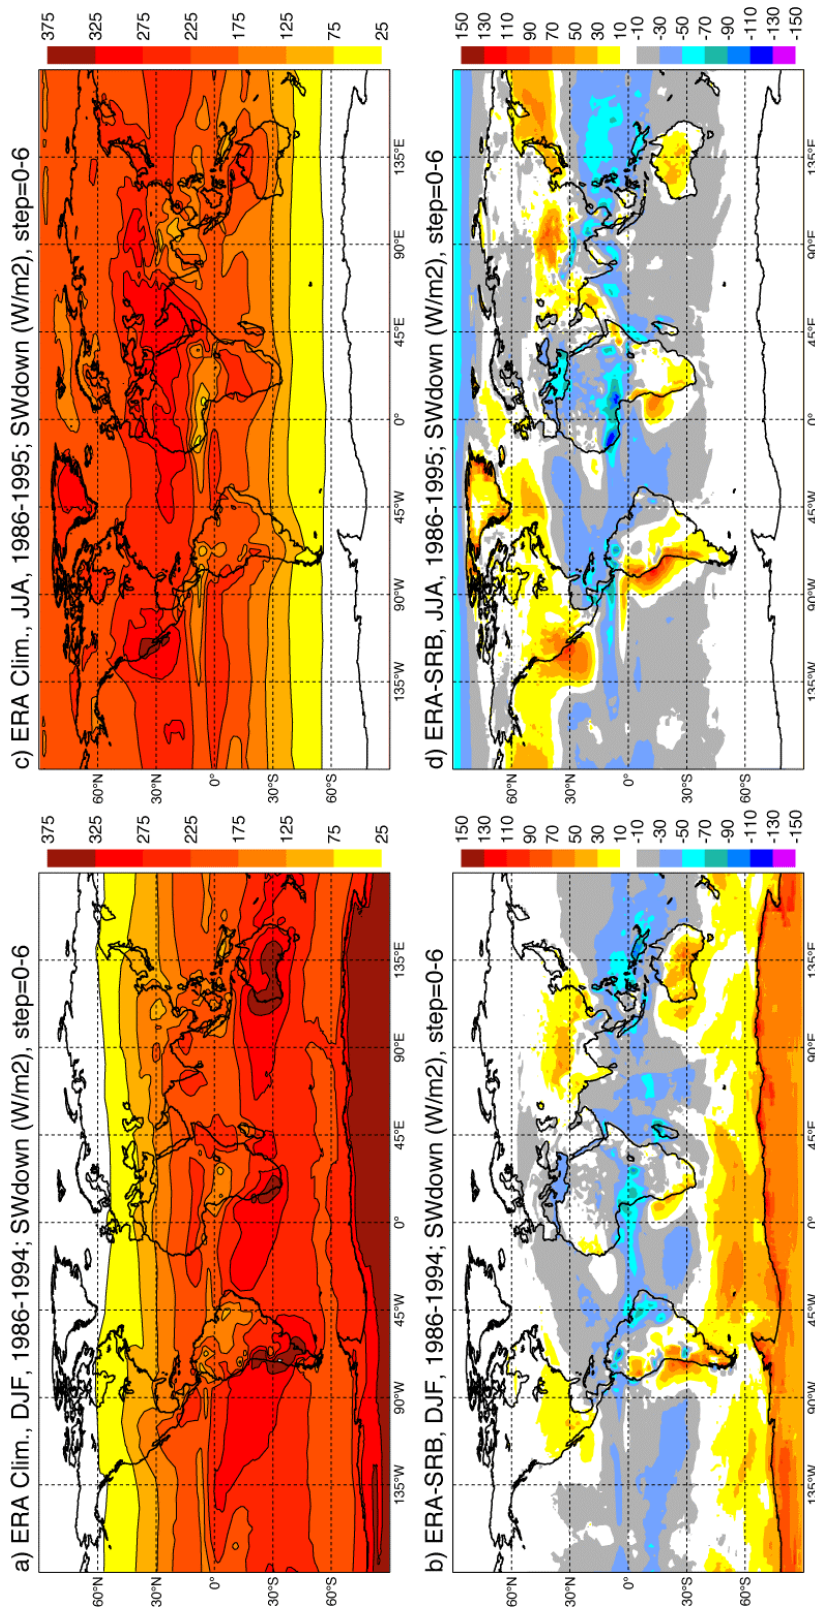 a) ERA Clim., DJF, 1986-1994; SWdown (W/m2), step=0-6
60°N
30°N
0°
30°S
60°S
135°W
90°W
45°W
0°
45°E
90°E
135°E
375
325
275
225
175
125
75
25
c) ERA Clim., JJA, 1986-1995; SWdown (W/m2), step=0-6
60°N
30°N
0°
30°S
60°S
135°W
90°W
45°W
0°
45°E
90°E
135°E
375
325
275
225
175
125
75
25
b) ERA-SRB, DJF, 1986-1994; SWdown (W/m2), step=0-6
60°N
30°N
0°
30°S
60°S
135°W
90°W
45°W
0°
45°E
90°E
135°E
150
130
110
90
70
50
30
10
-10
-30
-50
-70
-90
-110
-130
-150
d) ERA-SRB, JJA, 1986-1995; SWdown (W/m2), step=0-6
60°N
30°N
0°
30°S
60°S
135°W
90°W
45°W
0°
45°E
90°E
135°E
150
130
110
90
70
50
30
10
-10
-30
-50
-70
-90
-110
-130
-150